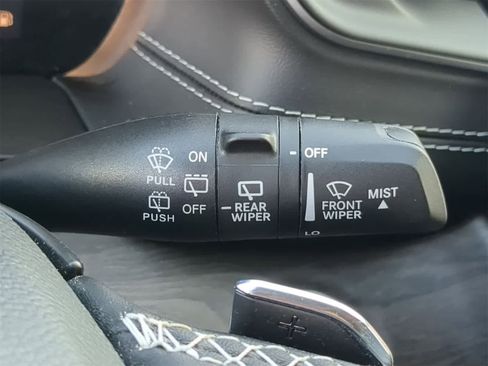 PULL ON
PUSH OFF
REAR
WIPER
- OFF
FRONT
WIPER
LO
MIST
+